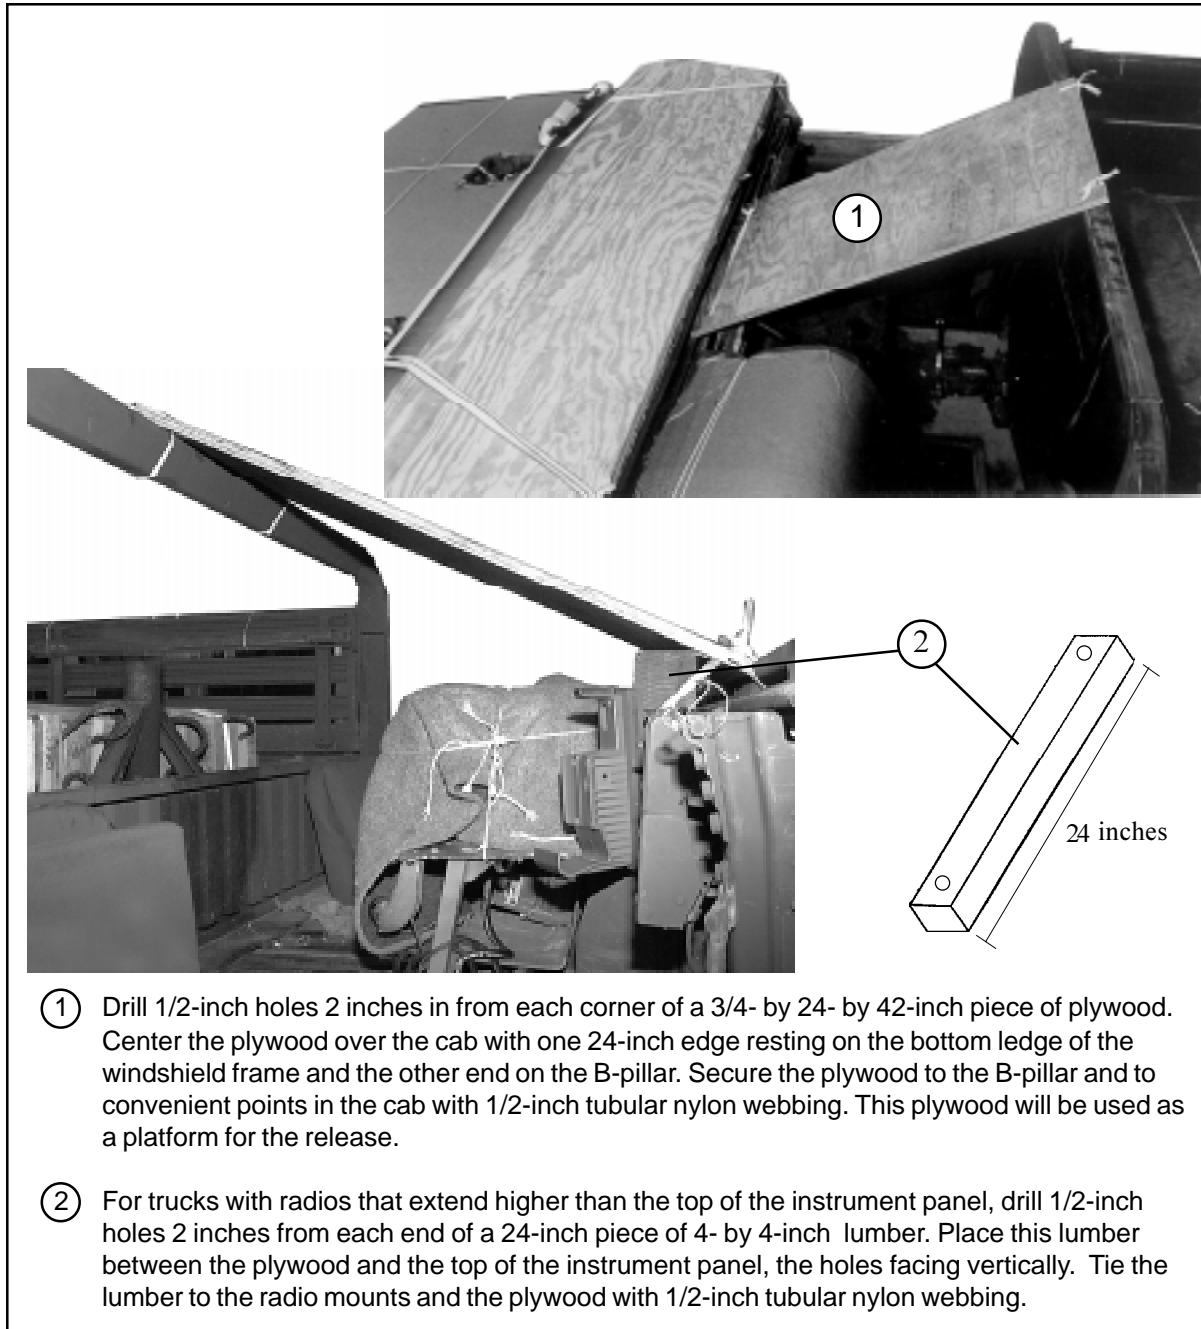 1
2
24 inches
1 Drill 1/2-inch holes 2 inches in from each corner of a 3/4- by 24- by 42-inch piece of plywood.
Center the plywood over the cab with one 24-inch edge resting on the bottom ledge of the
windshield frame and the other end on the B-pillar. Secure the plywood to the B-pillar and to
convenient points in the cab with 1/2-inch tubular nylon webbing. This plywood will be used as
a platform for the release.
2 For trucks with radios that extend higher than the top of the instrument panel, drill 1/2-inch
holes 2 inches from each end of a 24-inch piece of 4- by 4-inch lumber. Place this lumber
between the plywood and the top of the instrument panel, the holes facing vertically. Tie the
lumber to the radio mounts and the plywood with 1/2-inch tubular nylon webbing.